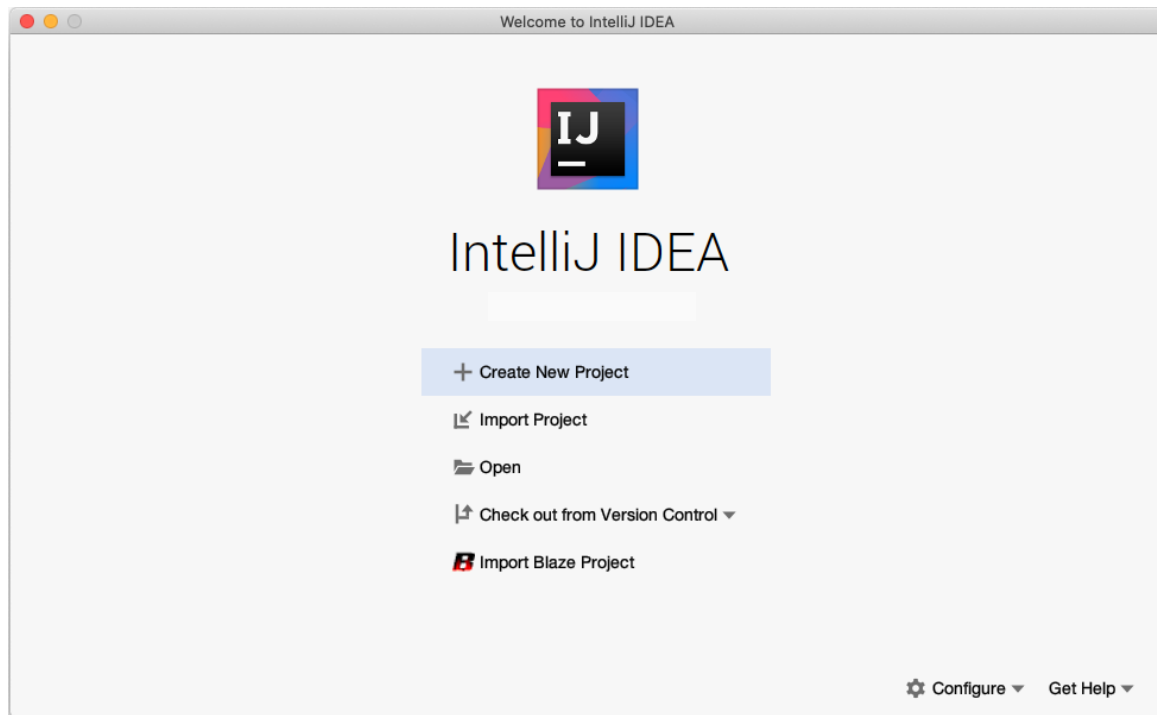 Welcome to IntelliJ IDEA
IJ
IntelliJ IDEA
Create New Project
Import Project
Open
Check out from Version Control
B Import Blaze Project
Configure Get Help